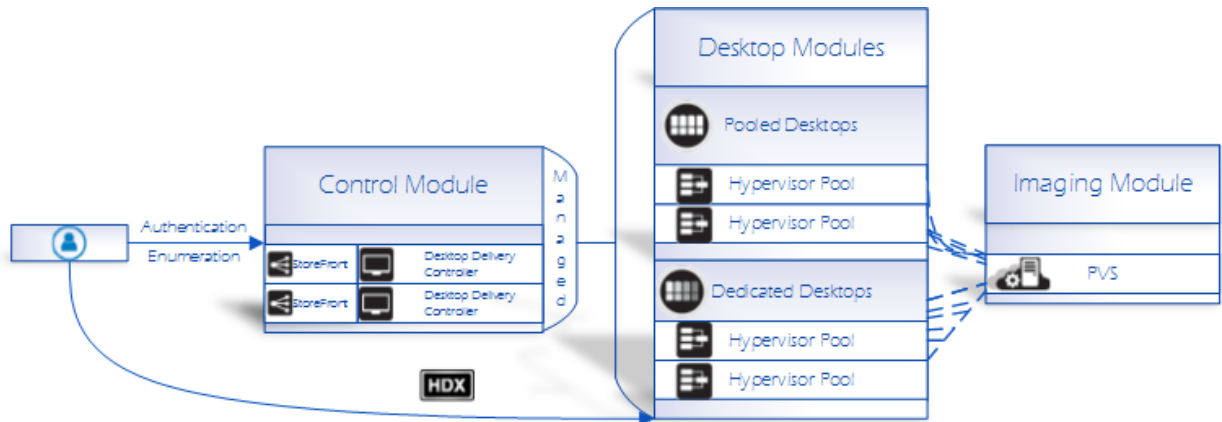 Desktop Modules
Pooled Desktops
Hypervisor Pool
Hypervisor Pool
Dedicated Desktops
Hypervisor Pool
Hypervisor Pool
Control Module
StoreFront
Desktop Delivery
Controller
StoreFront
Desktop Delivery
Controller
Managed
Authentication
Enumeration
HDX
Imaging Module
PVS